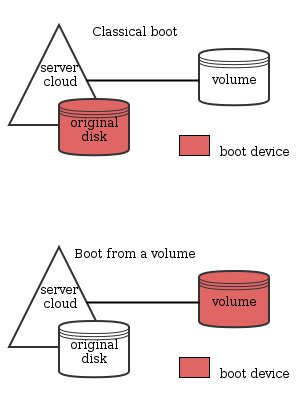 Classical boot
server
cloud
volume
original
disk
boot device
Boot from a volume
server
cloud
volume
original
disk
boot device